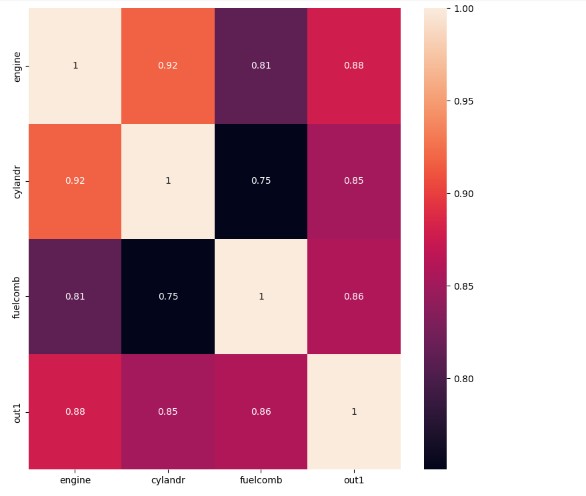 1.00
engine 1 0.92 0.81 0.88
0.95
cylandr 0.92 1 0.75 0.85
0.90
fuelcomb 0.81 0.75 1 0.86
0.85
0.80
out1 0.88 0.85 0.86 1
engine cylandr fuelcomb out1